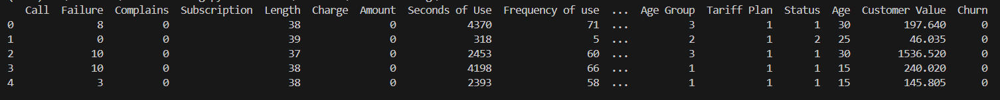 Call Failure Complains Subscription Length Charge Amount Seconds of Use Frequency of use ... Age Group Tariff Plan Status Age Customer Value Churn
0 8 0 38 0 4370 71 ... 3 1 1 30 197.640 0
1 0 0 39 0 318 5 ... 2 1 2 25 46.035 0
2 10 0 37 0 2453 60 ... 3 1 1 30 1536.520 0
3 10 0 38 0 4198 66 ... 1 1 1 15 240.020 0
4 3 0 38 0 2393 58 ... 1 1 1 15 145.805 0